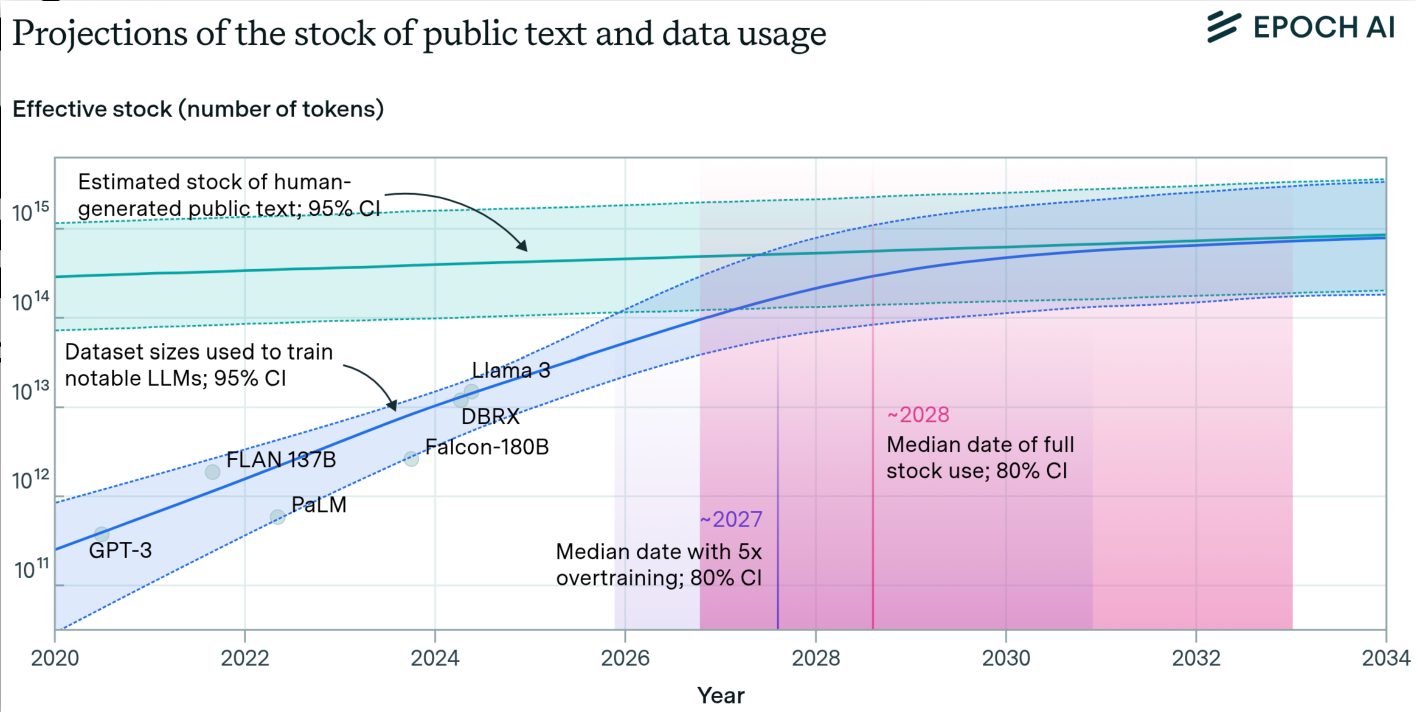 Projections of the stock of public text and data usage
EPOCH AI
Effective stock (number of tokens)
Estimated stock of human-
generated public text; 95% CI
10¹⁵
10¹⁴
Dataset sizes used to train
notable LLMs; 95% CI
Llama 3
10¹³
DBRX
~2028
Falcon-180B
Median date of full
stock use; 80% CI
FLAN 137B
10¹²
PaLM
~2027
GPT-3
Median date with 5x
overtraining; 80% CI
10¹¹
2020 2022 2024 2026 2028 2030 2032 2034
Year